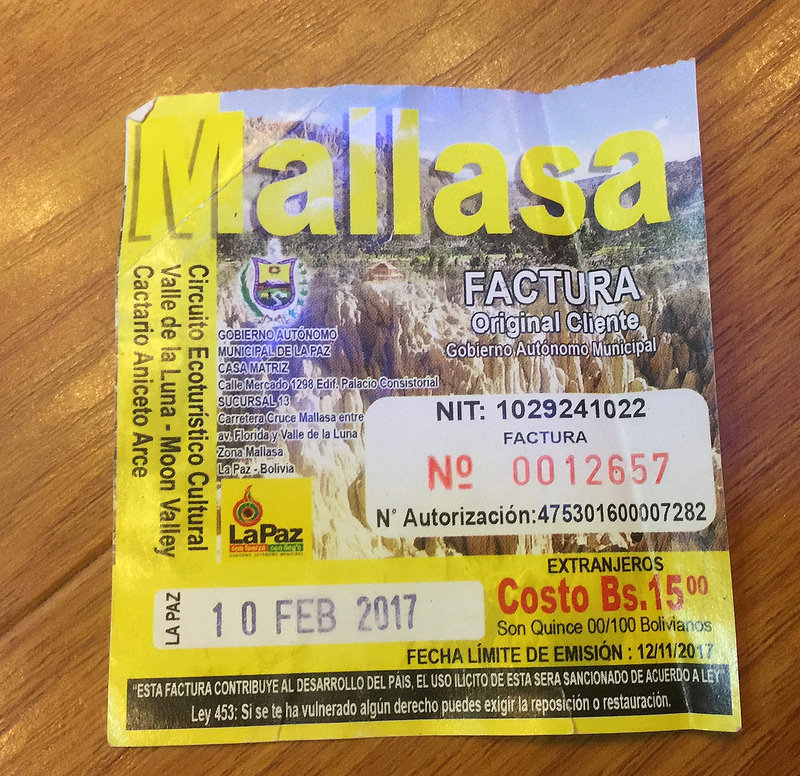 Mallasa
Circuito Ecoturístico Cultural
Valle de la Luna - Moon Valley
Cactario Aniceto Arce
GOBIERNO AUTÓNOMO
MUNICIPAL DE LA PAZ
CASA MATRIZ
Calle Mercado 1298 Edif. Palacio Consistorial
SUCURSAL 13
Carretera Cruce Mallasa entre
av. Florida y Valle de la Luna
Zona Mallasa
La Paz - Bolivia
FACTURA
Original Cliente
Gobierno Autónomo Municipal
NIT: 1029241022
FACTURA
Nº 0012657
N° Autorización:475301600007282
LaPaz
GOBIERNO AUTÓNOMO MUNICIPAL
LA PAZ
10 FEB 2017
EXTRANJEROS
Costo Bs.15⁰⁰
Son Quince 00/100 Bolivianos
FECHA LÍMITE DE EMISIÓN : 12/11/2017
"ESTA FACTURA CONTRIBUYE AL DESARROLLO DEL PÁIS, EL USO ILÍCITO DE ESTA SERA SANCIONADO DE ACUERDO A LEY"
Ley 453: Si se te ha vulnerado algún derecho puedes exigir la reposición o restauración.